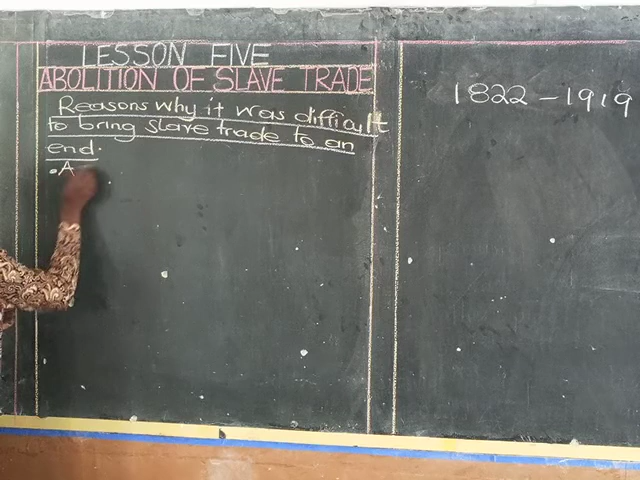 LESSON FIVE
ABOLITION OF SLAVE TRADE
Reasons why it was difficult
to bring slave trade to an
end.
.A
1822 - 1919